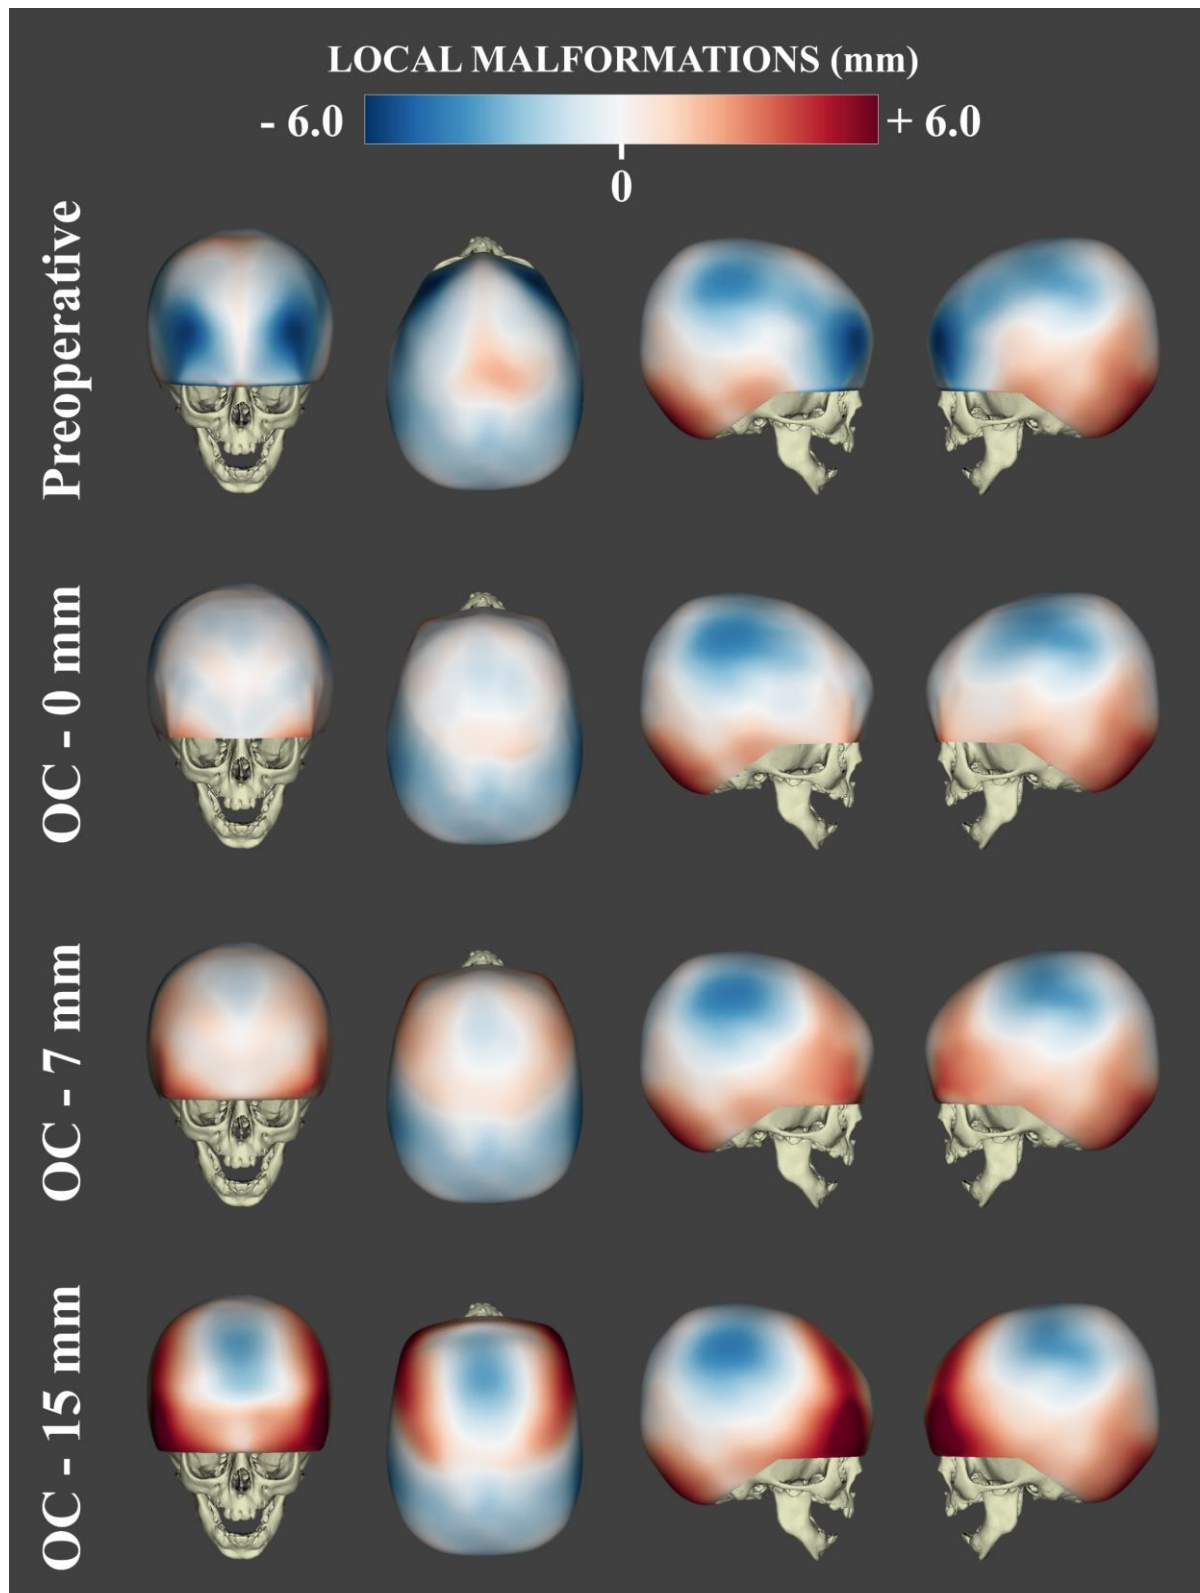 LOCAL MALFORMATIONS (mm)
- 6.0
+ 6.0
0
Preoperative
OC - 0 mm
OC - 7 mm
OC - 15 mm